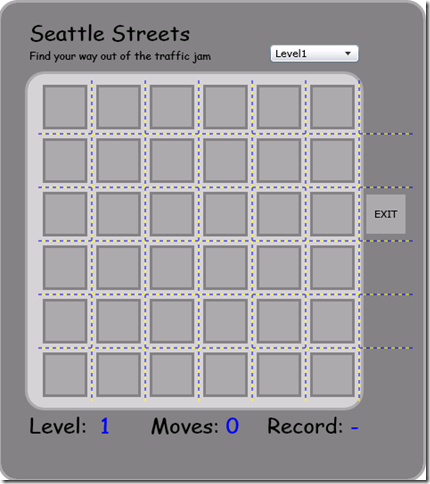 Seattle Streets
Find your way out of the traffic jam
Level1
EXIT
Level: 1 Moves: 0 Record: -